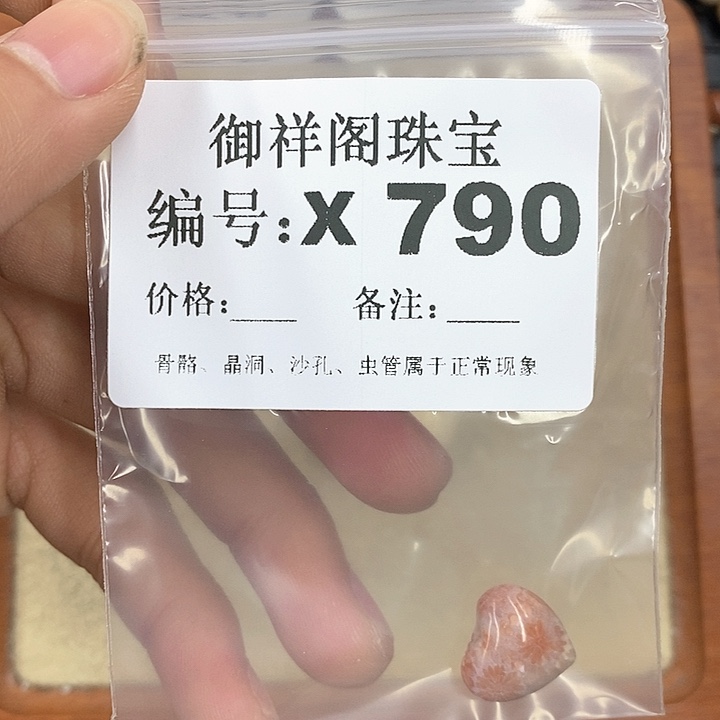 御祥阁珠宝
编号:X 790
价格:____ 备注:____
骨骼、晶洞、沙孔、虫管属于正常现象